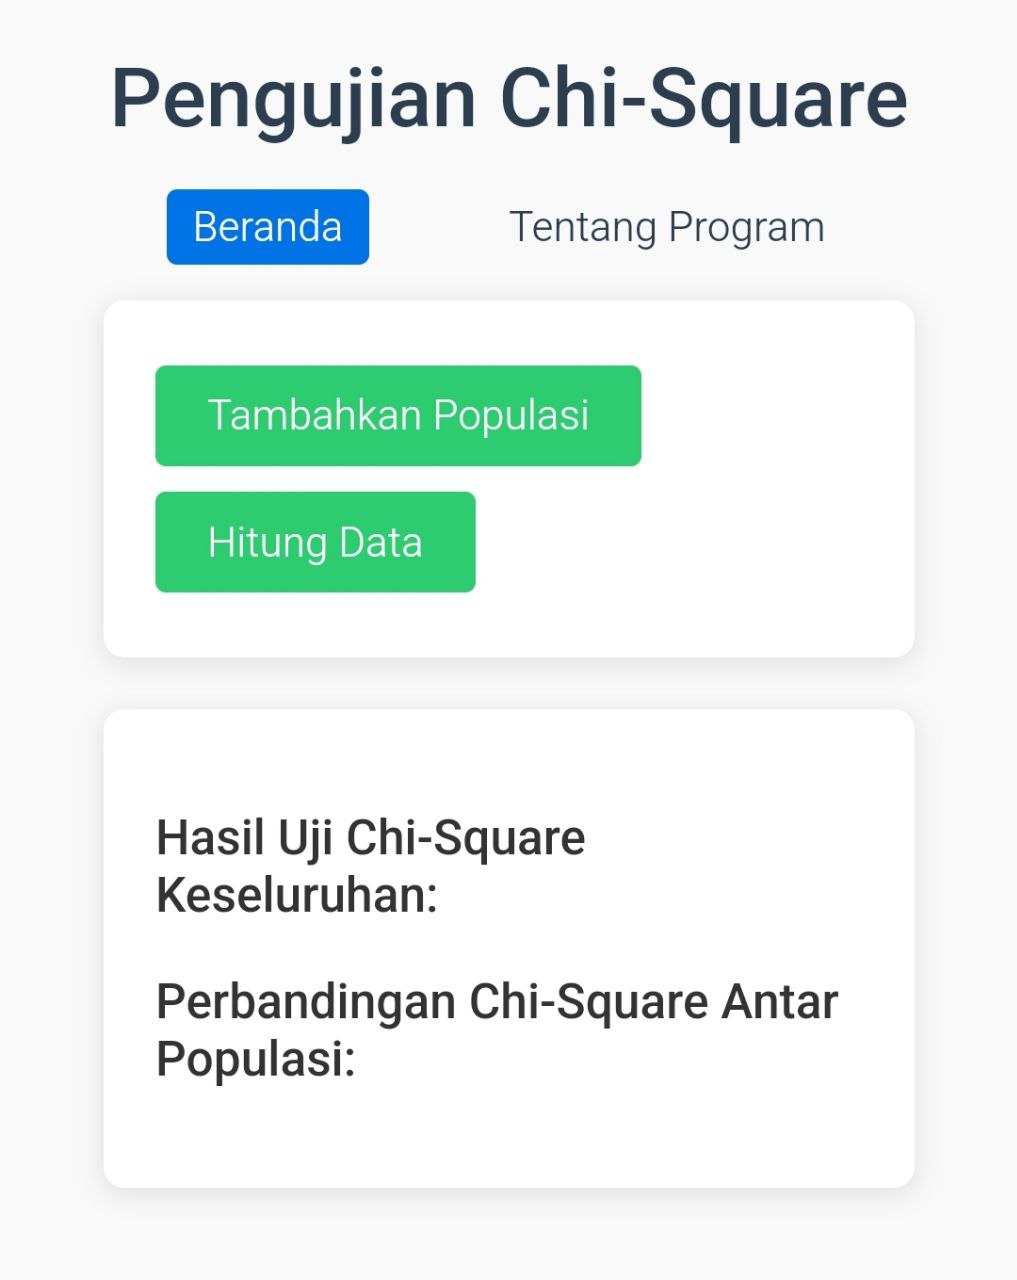 Pengujian Chi-Square
Beranda
Tentang Program
Tambahkan Populasi
Hitung Data
Hasil Uji Chi-Square
Keseluruhan:
Perbandingan Chi-Square Antar
Populasi: